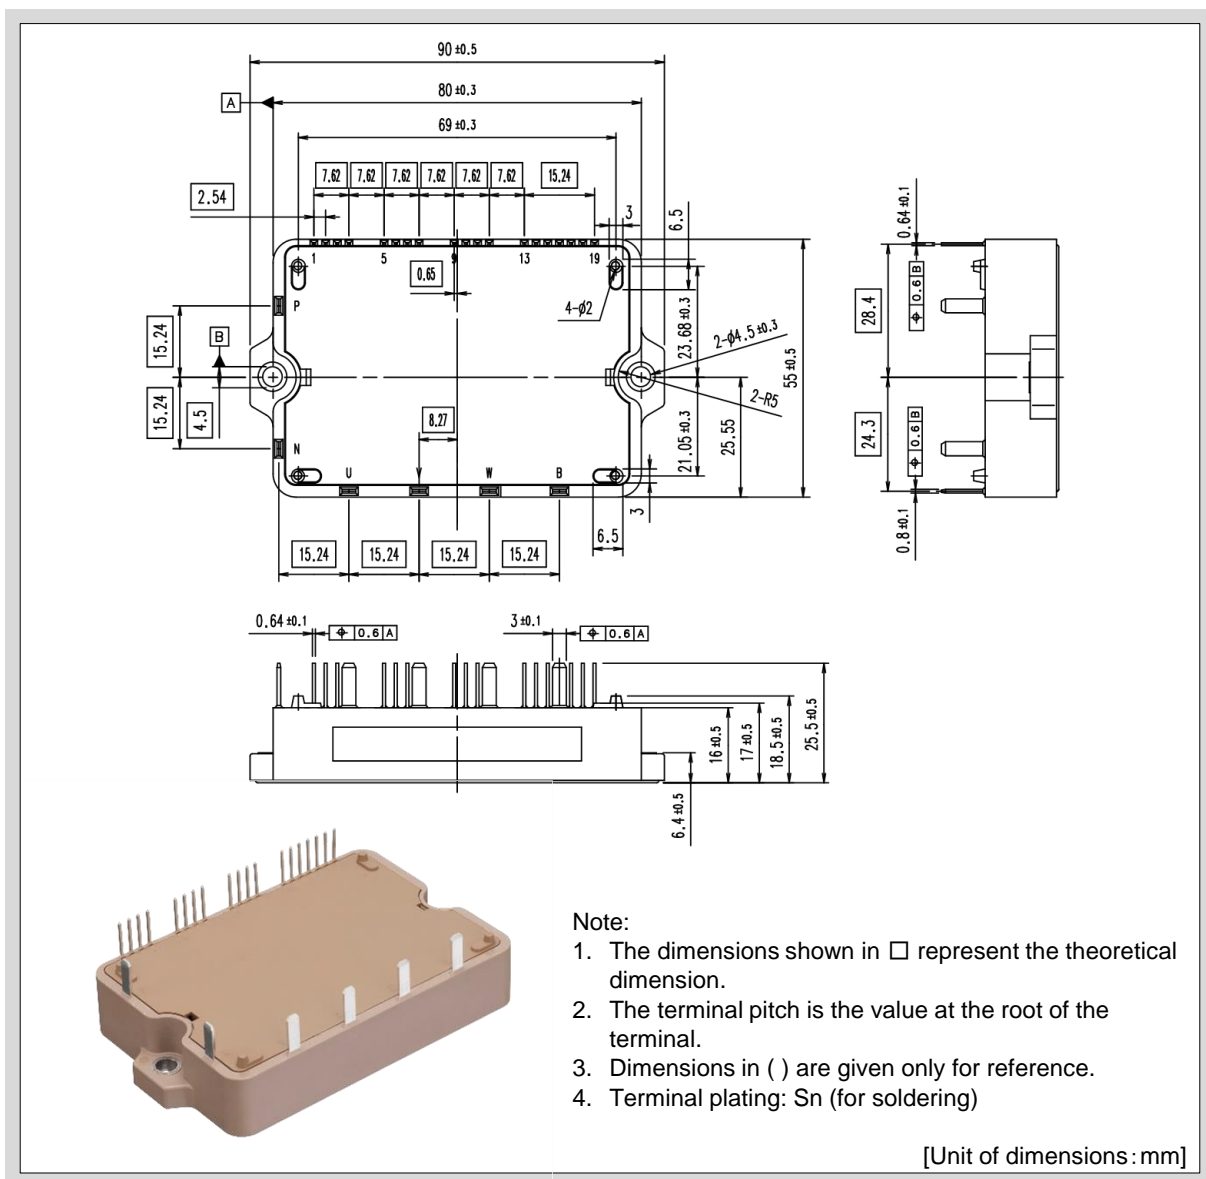 90 ±0.5
80 ±0.3
A
69 ±0.3
7.62 7.62 7.62 7.62 7.62 7.62 15.24
2.54
3
6.5
1 5 9 13 19
0.65
4-ø2
P
15.24
B
23.68 ±0.3
2-ø4.5±0.3
55 ±0.5
2-R5
15.24
4.5
8.27
21.05 ±0.3
25.55
N
U V W B
3
6.5
15.24 15.24 15.24 15.24
0.64 ±0.1
⌖ 0.6 B
28.4
24.3
⌖ 0.6 B
0.8 ±0.1
0.64 ±0.1
⌖ 0.6 A
3 ±0.1
⌖ 0.6 A
16 ±0.5
17 ±0.5
18.5 ±0.5
25.5 ±0.5
6.4 ±0.5
Note:
1. The dimensions shown in □ represent the theoretical
dimension.
2. The terminal pitch is the value at the root of the
terminal.
3. Dimensions in ( ) are given only for reference.
4. Terminal plating: Sn (for soldering)
[Unit of dimensions : mm]